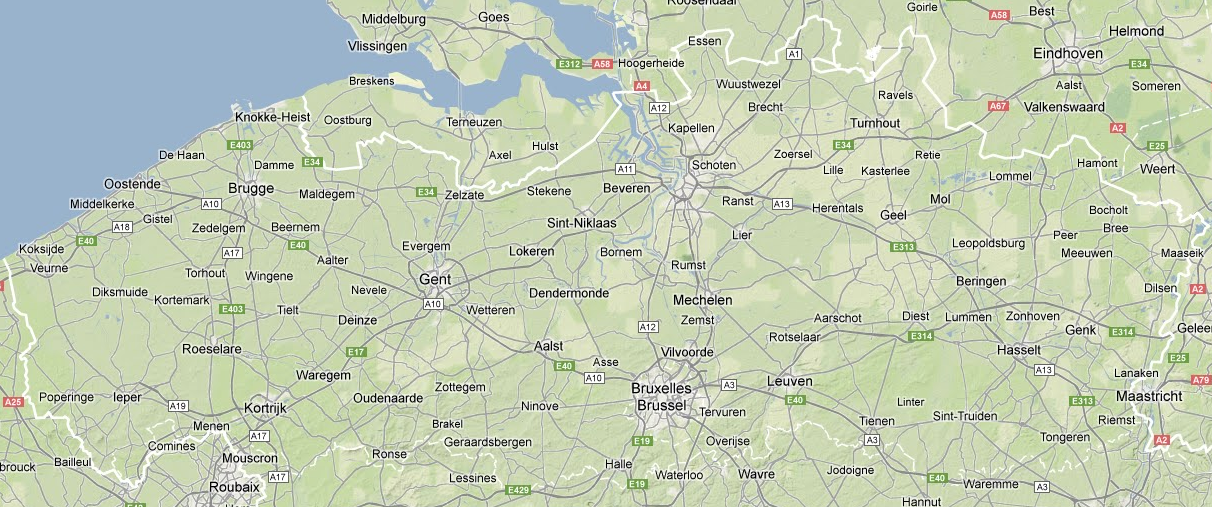 Middelburg
Goes
Roosendaal
Goirle
A58
Best
Helmond
Vlissingen
Essen
A1
Eindhoven
E312
A58
Hoogerheide
E34
Breskens
A4
Wuustwezel
Aalst
Someren
Ravels
A67
Valkenswaard
A12
Brecht
Knokke-Heist
Oostburg
Terneuzen
Kapellen
Turnhout
A2
E403
Hulst
E34
E25
De Haan
Damme
E34
Axel
Schoten
Zoersel
Retie
Hamont
Weert
A11
Lille
Kasterlee
Lommel
Oostende
Brugge
Maldegem
E34
Zelzate
Stekene
Beveren
Middelkerke
A10
Ranst
A13
Herentals
Mol
Bocholt
Gistel
A18
Zedelgem
Beernem
Sint-Niklaas
Geel
Bree
Koksijde
E40
A17
E40
Evergem
Lokeren
Bornem
Lier
E313
Leopoldsburg
Peer
Meeuwen
Maaseik
Veurne
Torhout
Wingene
Aalter
Gent
Rumst
Beringen
Diksmuide
Kortemark
Nevele
A10
Dendermonde
Mechelen
Dilsen
A2
E403
Tielt
Deinze
Wetteren
Zemst
Aarschot
Diest
Lummen
Zonhoven
A12
Rotselaar
E314
Genk
E314
Geleen
Roeselare
E17
Aalst
Vilvoorde
Hasselt
E25
Asse
E40
A10
A13
Lanaken
Waregem
Zottegem
Bruxelles
Brussel
A3
Leuven
A79
Poperinge
Ieper
Oudenaarde
E40
Maastricht
A25
A19
Kortrijk
Ninove
Tervuren
Linter
E313
Sint-Truiden
Riemst
Menen
Brakel
Tienen
A17
Geraardsbergen
E19
Overijse
A3
Tongeren
A2
Comines
Mouscron
Ronse
Bailleul
Halle
Waterloo
Wavre
Jodoigne
A17
Lessines
E40
Waremme
Roubaix
E429
E19
A3
Hannut